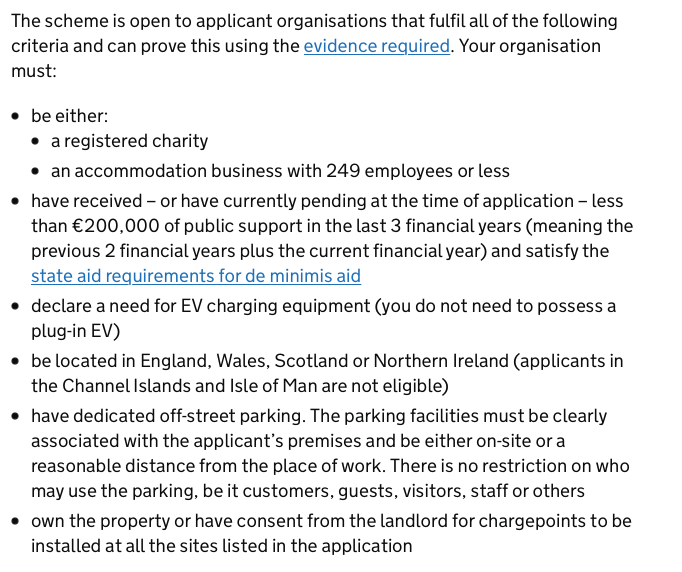 The scheme is open to applicant organisations that fulfil all of the following
criteria and can prove this using the evidence required. Your organisation
must:
• be either:
• a registered charity
• an accommodation business with 249 employees or less
• have received – or have currently pending at the time of application – less
than €200,000 of public support in the last 3 financial years (meaning the
previous 2 financial years plus the current financial year) and satisfy the
state aid requirements for de minimis aid
• declare a need for EV charging equipment (you do not need to possess a
plug-in EV)
• be located in England, Wales, Scotland or Northern Ireland (applicants in
the Channel Islands and Isle of Man are not eligible)
• have dedicated off-street parking. The parking facilities must be clearly
associated with the applicant’s premises and be either on-site or a
reasonable distance from the place of work. There is no restriction on who
may use the parking, be it customers, guests, visitors, staff or others
• own the property or have consent from the landlord for chargepoints to be
installed at all the sites listed in the application